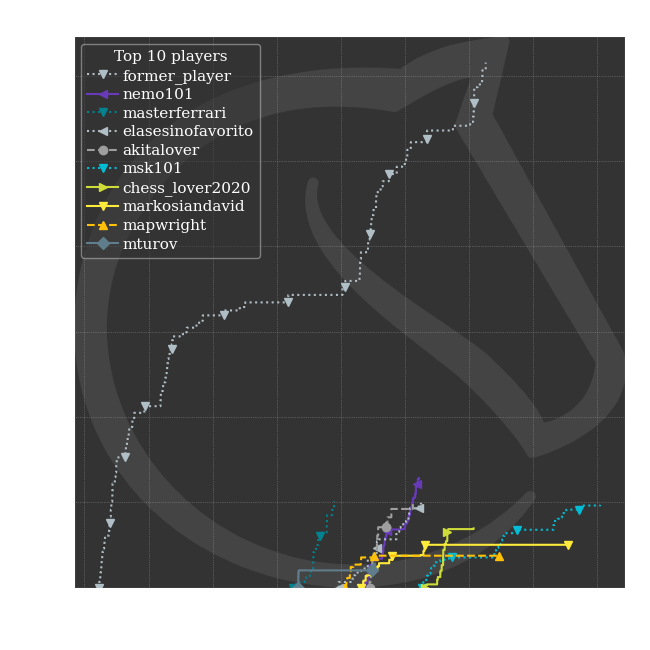 Top 10 players
former_player
nemo101
masterferrari
elasesinofavorito
akitalover
msk101
chess_lover2020
markosiandavid
mapwright
mturov